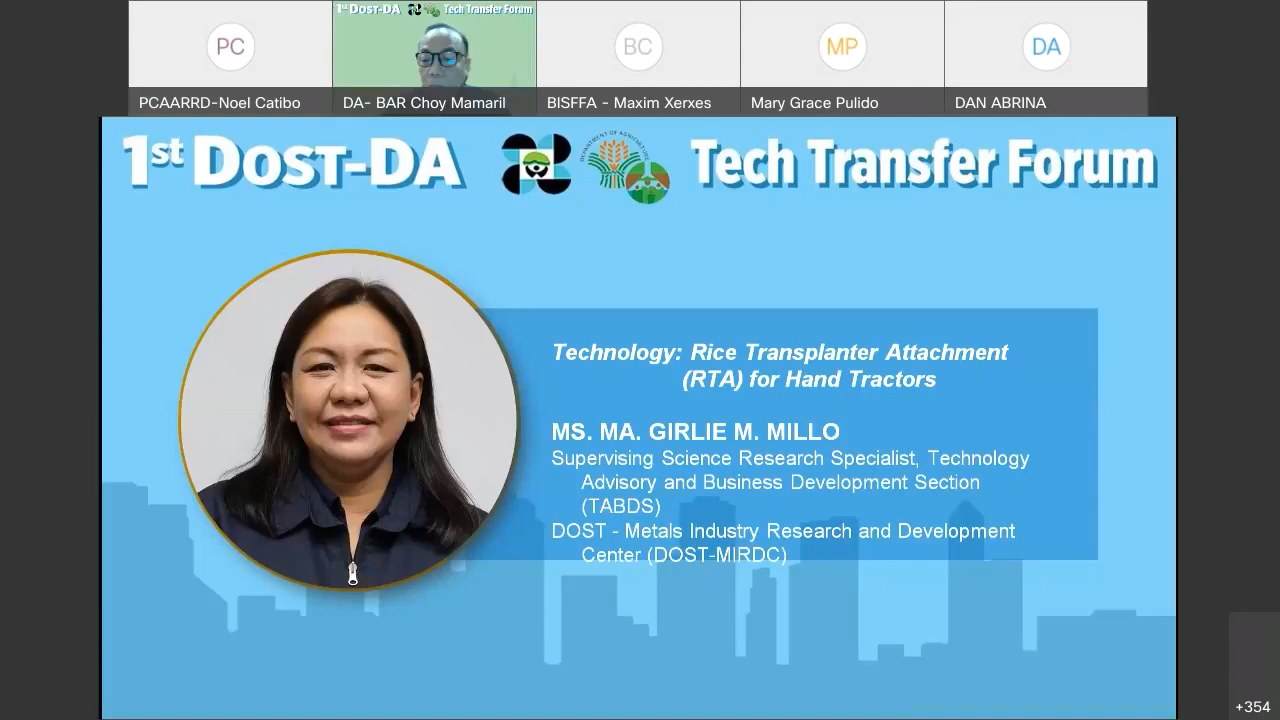 1st DOST-DA Tech Transfer Forum
PC
BC
MP
DA
PCAARRD-Noel Catibo
DA- BAR Choy Mamaril
BISFFA - Maxim Xerxes
Mary Grace Pulido
DAN ABRINA
1st DOST-DA
DEPARTMENT OF AGRICULTURE
Tech Transfer Forum
Technology: Rice Transplanter Attachment
(RTA) for Hand Tractors
MS. MA. GIRLIE M. MILLO
Supervising Science Research Specialist, Technology
Advisory and Business Development Section
(TABDS)
DOST - Metals Industry Research and Development
Center (DOST-MIRDC)
+354